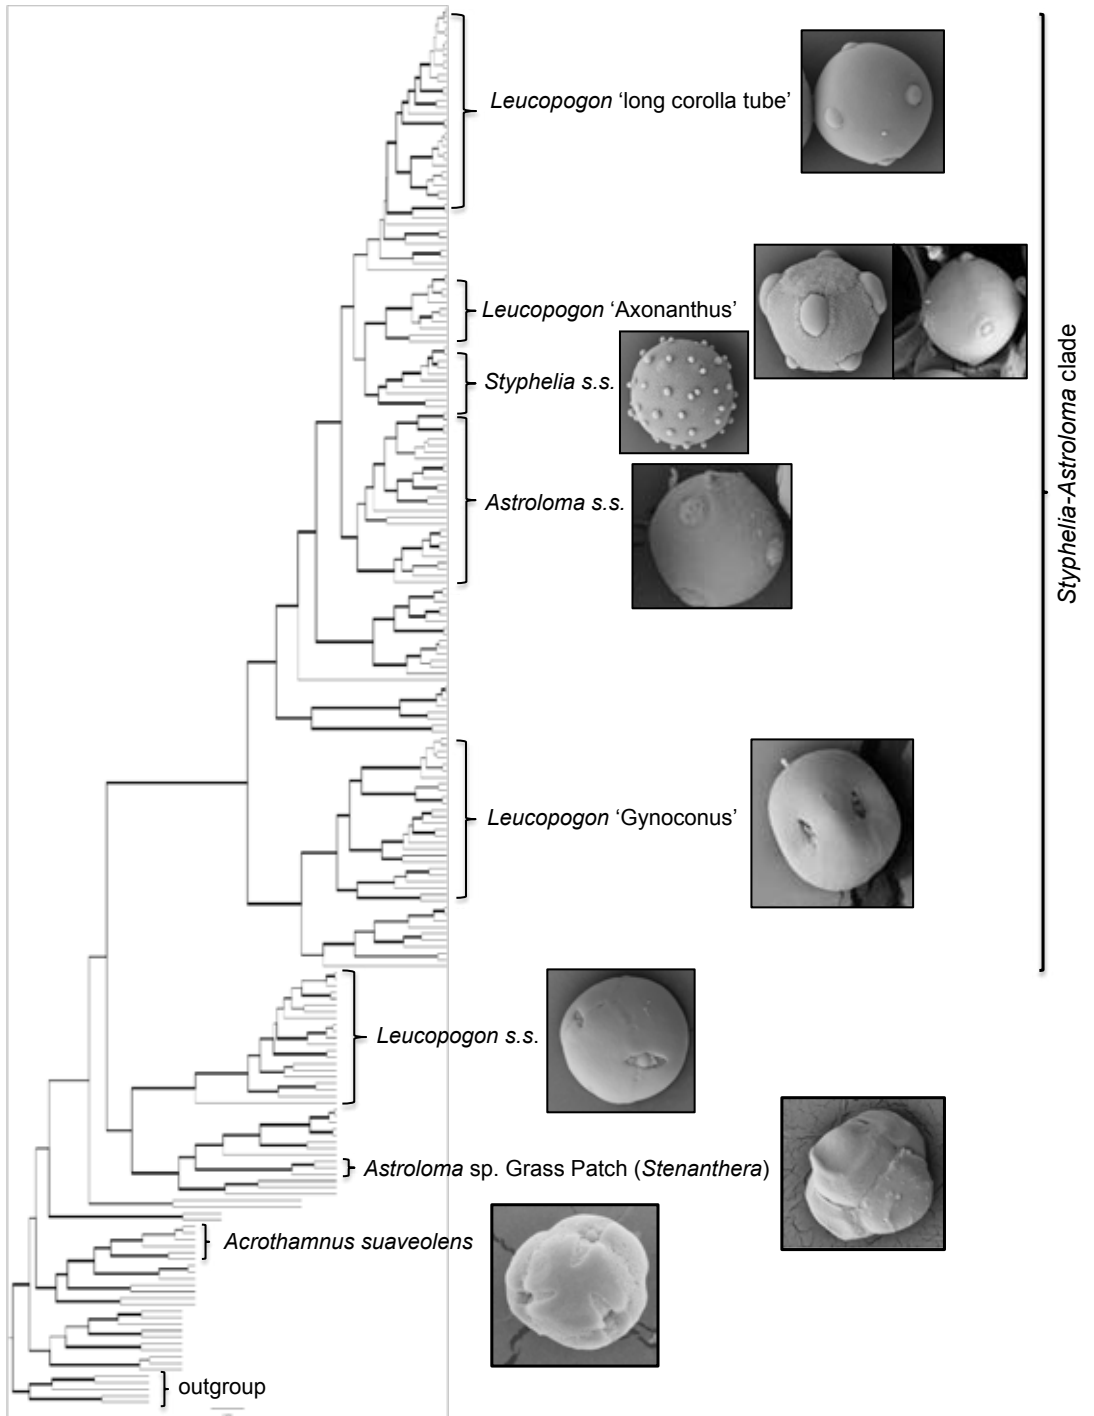 Leucopogon ‘long corolla tube’
Leucopogon ‘Axonanthus’
Styphelia s.s.
Astroloma s.s.
Styphelia-Astroloma clade
Leucopogon ‘Gynoconus’
Leucopogon s.s.
Astroloma sp. Grass Patch (Stenanthera)
Acrothamnus suaveolens
outgroup